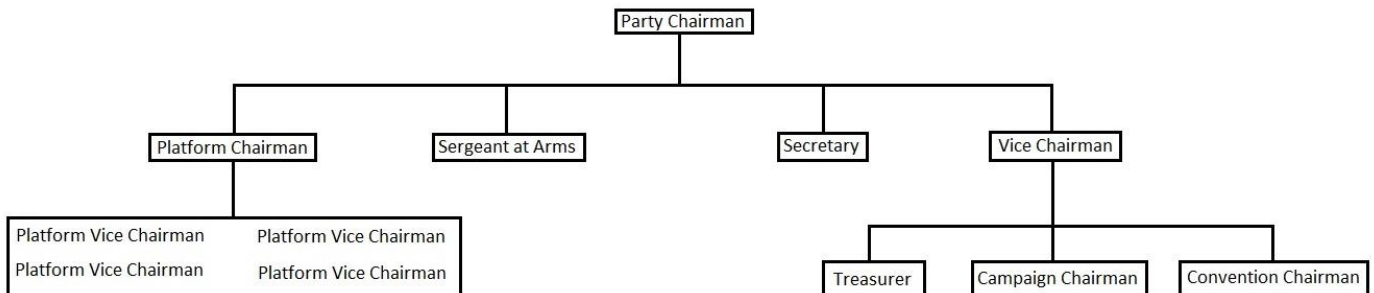 Party Chairman
Platform Chairman
Sergeant at Arms
Secretary
Vice Chairman
Platform Vice Chairman
Platform Vice Chairman
Platform Vice Chairman
Platform Vice Chairman
Treasurer
Campaign Chairman
Convention Chairman